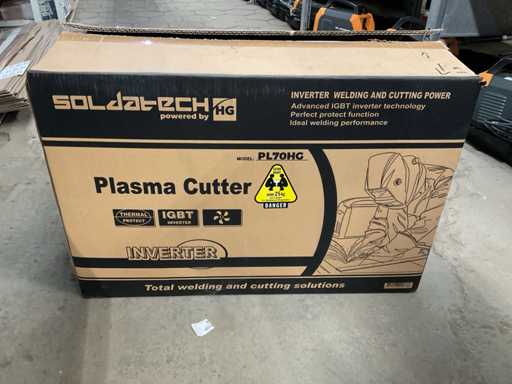 SOLDATECH
powered by HG
INVERTER WELDING AND CUTTING POWER
Advanced IGBT inverter technology
Perfect protect function
Ideal welding performance
MODEL: PL70HG
Plasma Cutter
DANGER
THERMAL
PROTECT
IGBT
INVERTER
INVERTER
Total welding and cutting solutions